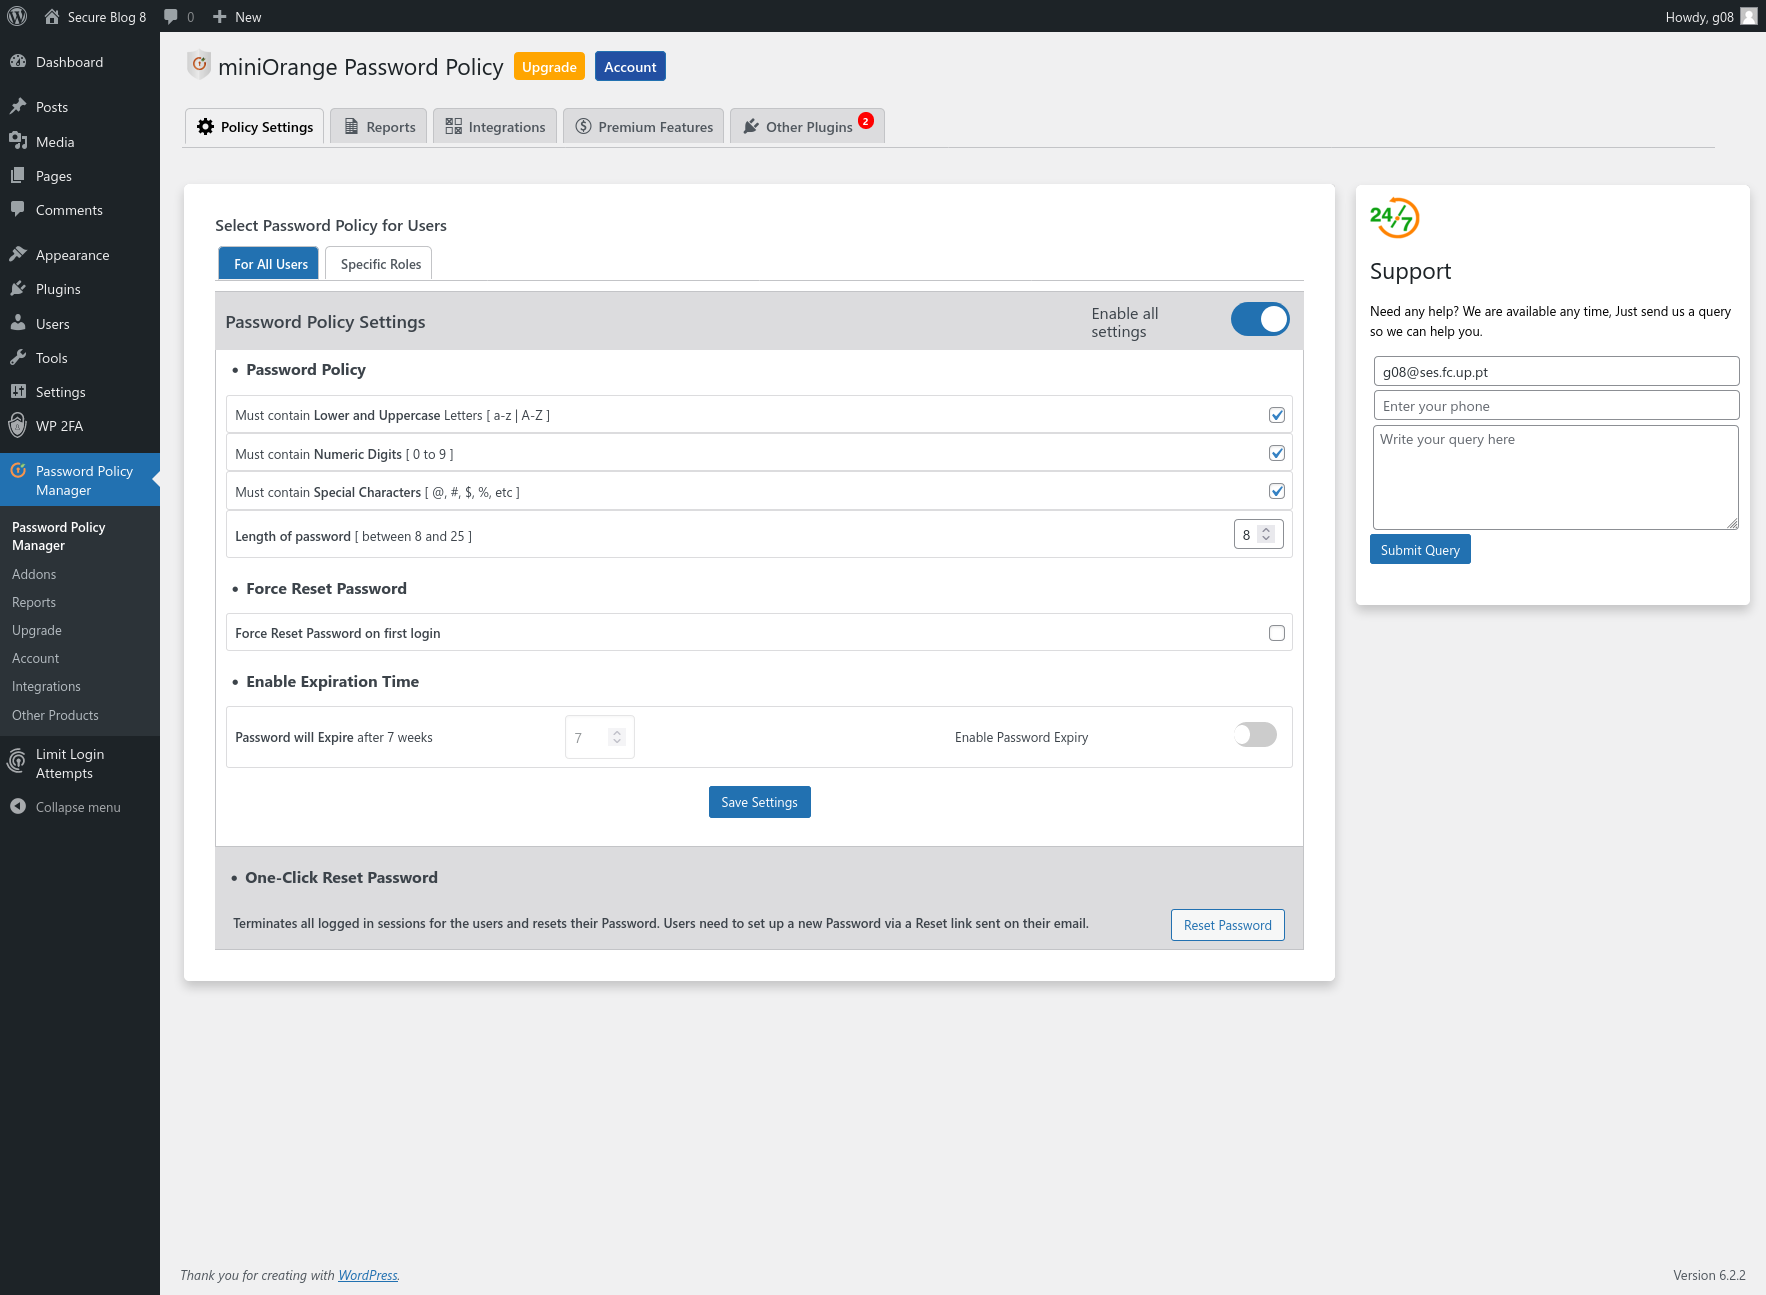 Secure Blog 8
0
New
Howdy, g08
Dashboard
Posts
Media
Pages
Comments
Appearance
Plugins
Users
Tools
Settings
WP 2FA
Password Policy
Manager
Password Policy
Manager
Addons
Reports
Upgrade
Account
Integrations
Other Products
Limit Login
Attempts
Collapse menu
miniOrange Password Policy
Upgrade
Account
Policy Settings
Reports
Integrations
Premium Features
Other Plugins
2
Select Password Policy for Users
For All Users
Specific Roles
Password Policy Settings
Enable all
settings
• Password Policy
Must contain Lower and Uppercase Letters [ a-z | A-Z ]
Must contain Numeric Digits [ 0 to 9 ]
Must contain Special Characters [ @, #, $, %, etc ]
Length of password [ between 8 and 25 ]
8
• Force Reset Password
Force Reset Password on first login
• Enable Expiration Time
Password will Expire after 7 weeks
7
Enable Password Expiry
Save Settings
• One-Click Reset Password
Terminates all logged in sessions for the users and resets their Password. Users need to set up a new Password via a Reset link sent on their email.
Reset Password
24/7
Support
Need any help? We are available any time, Just send us a query
so we can help you.
g08@ses.fc.up.pt
Enter your phone
Write your query here
Submit Query
Thank you for creating with WordPress.
Version 6.2.2